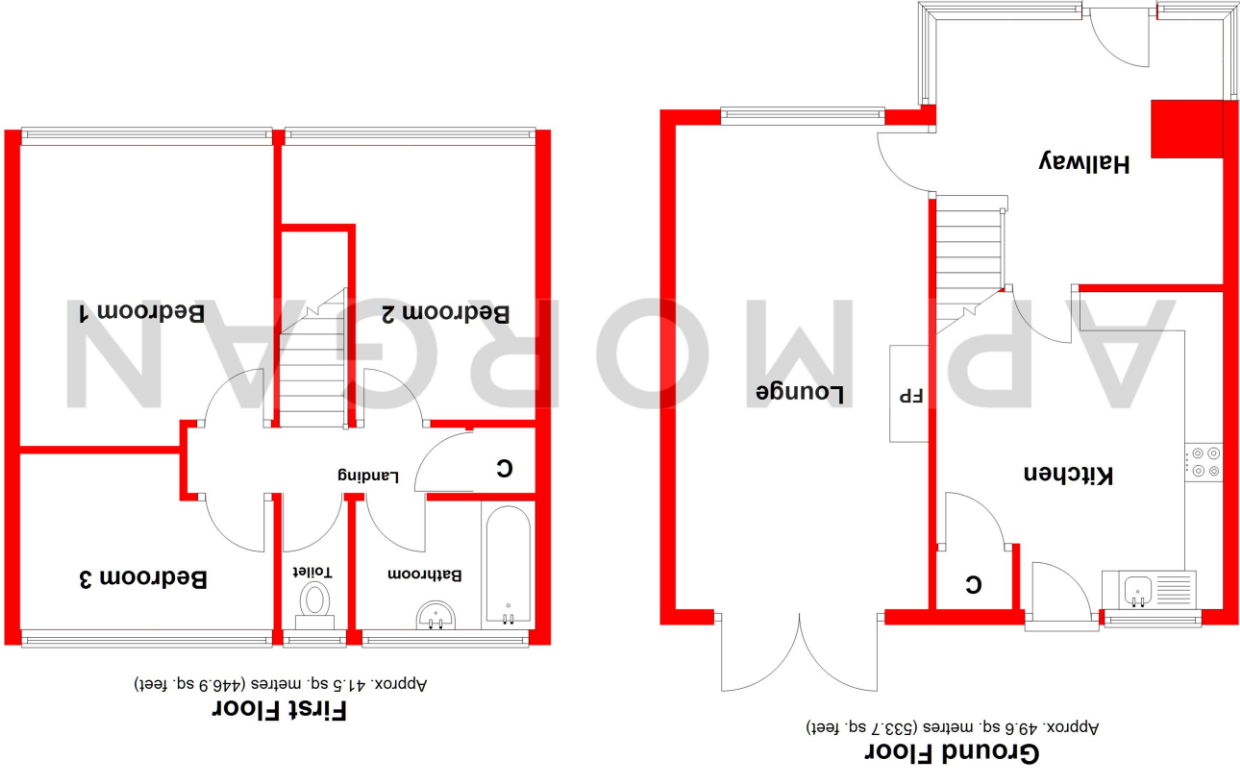 Ground Floor
Approx. 49.6 sq. metres (533.7 sq. feet)
C
Kitchen
FP
Lounge
Hallway
First Floor
Approx. 41.5 sq. metres (446.9 sq. feet)
Bathroom
Toilet
Bedroom 3
C
Landing
Bedroom 2
Bedroom 1
AP MORGAN